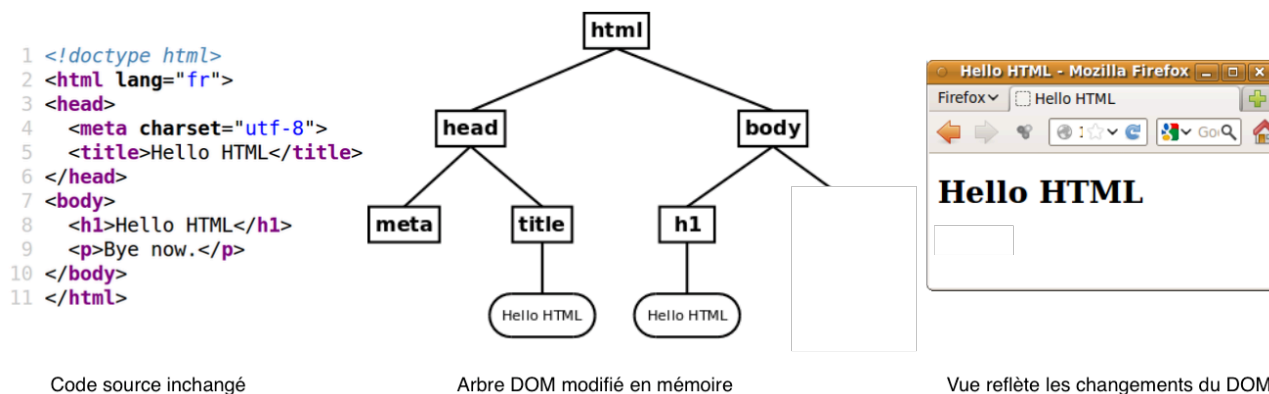 1 <!doctype html>
2 <html lang="fr">
3 <head>
4 <meta charset="utf-8">
5 <title>Hello HTML</title>
6 </head>
7 <body>
8 <h1>Hello HTML</h1>
9 <p>Bye now.</p>
10 </body>
11 </html>
Code source inchangé
html
head
body
meta
title
h1
Hello HTML
Hello HTML
Arbre DOM modifié en mémoire
Hello HTML - Mozilla Firefox
Firefox
Hello HTML
Hello HTML
Vue reflète les changements du DOM